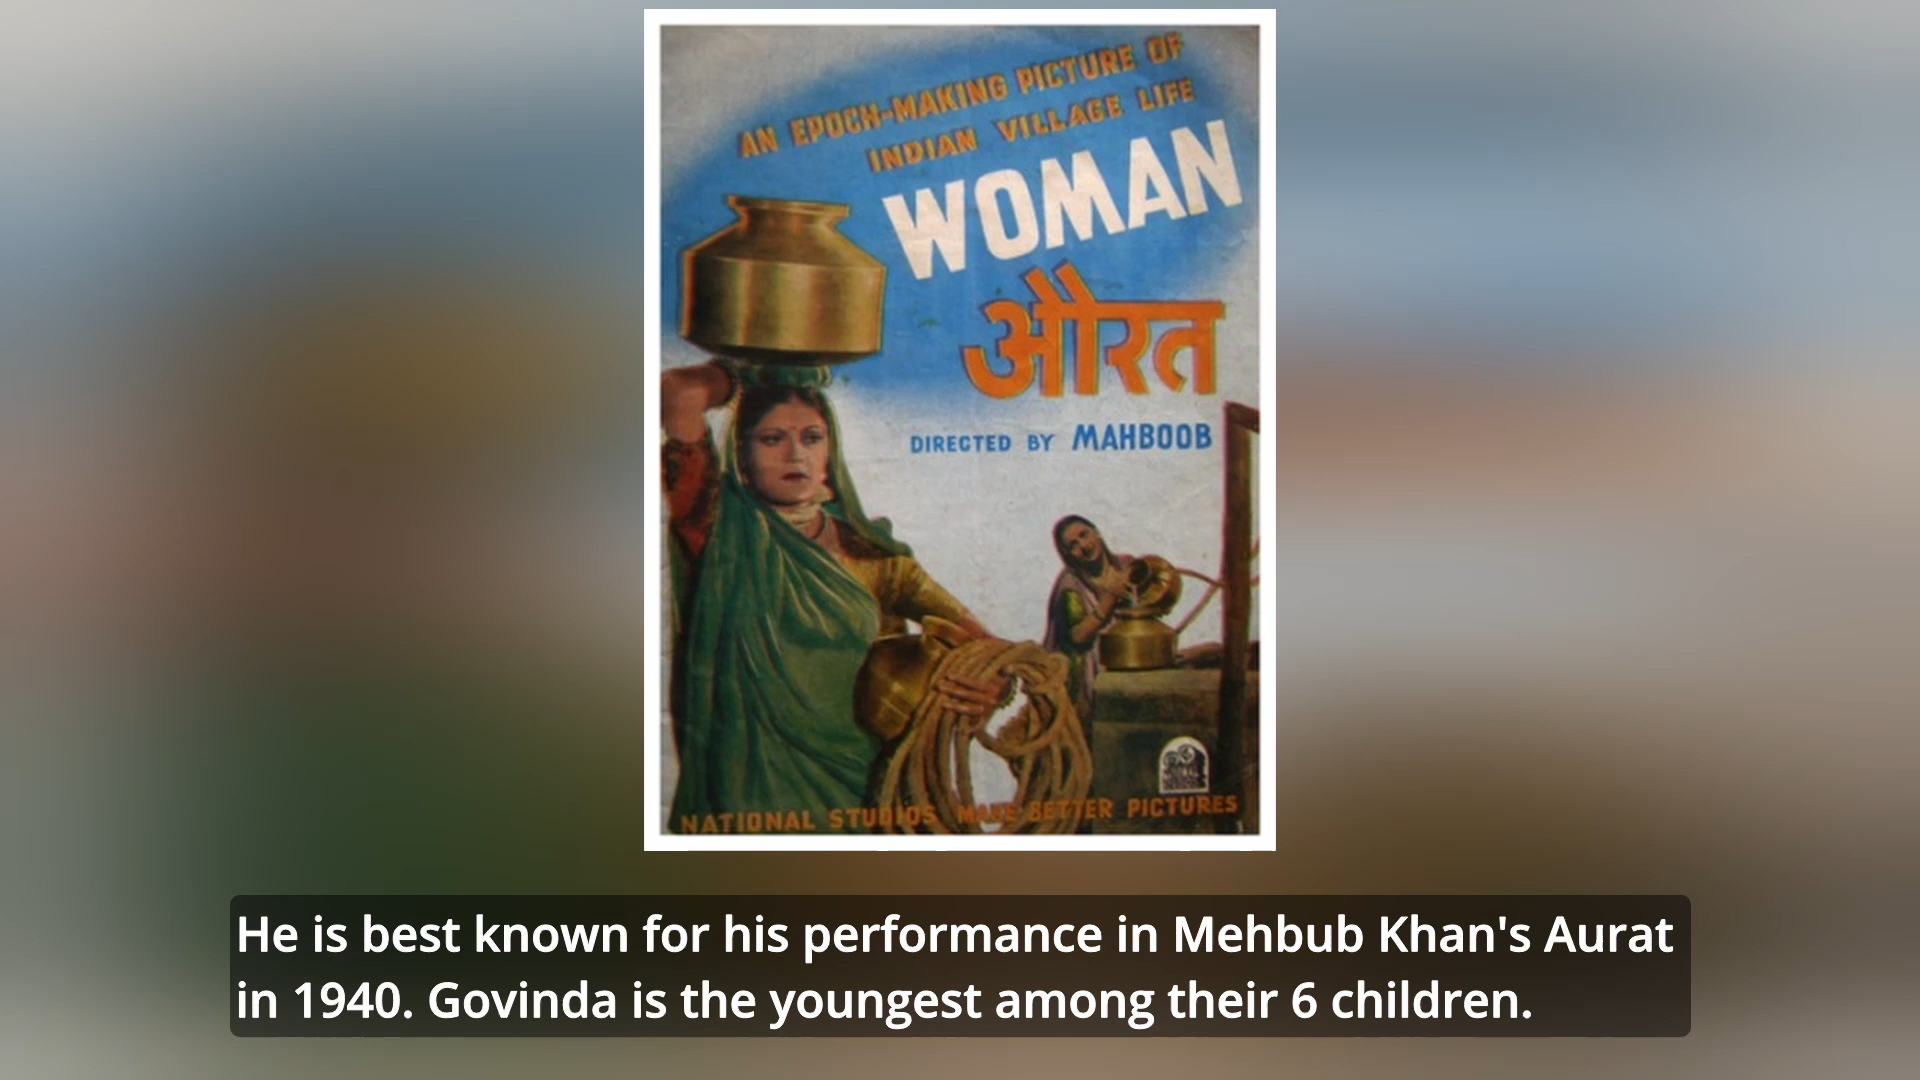 AN EPOCH-MAKING PICTURE OF
INDIAN VILLAGE LIFE
WOMAN
औरत
DIRECTED BY MAHBOOB
NATIONAL STUDIOS MAKE BETTER PICTURES
He is best known for his performance in Mehbub Khan's Aurat
in 1940. Govinda is the youngest among their 6 children.